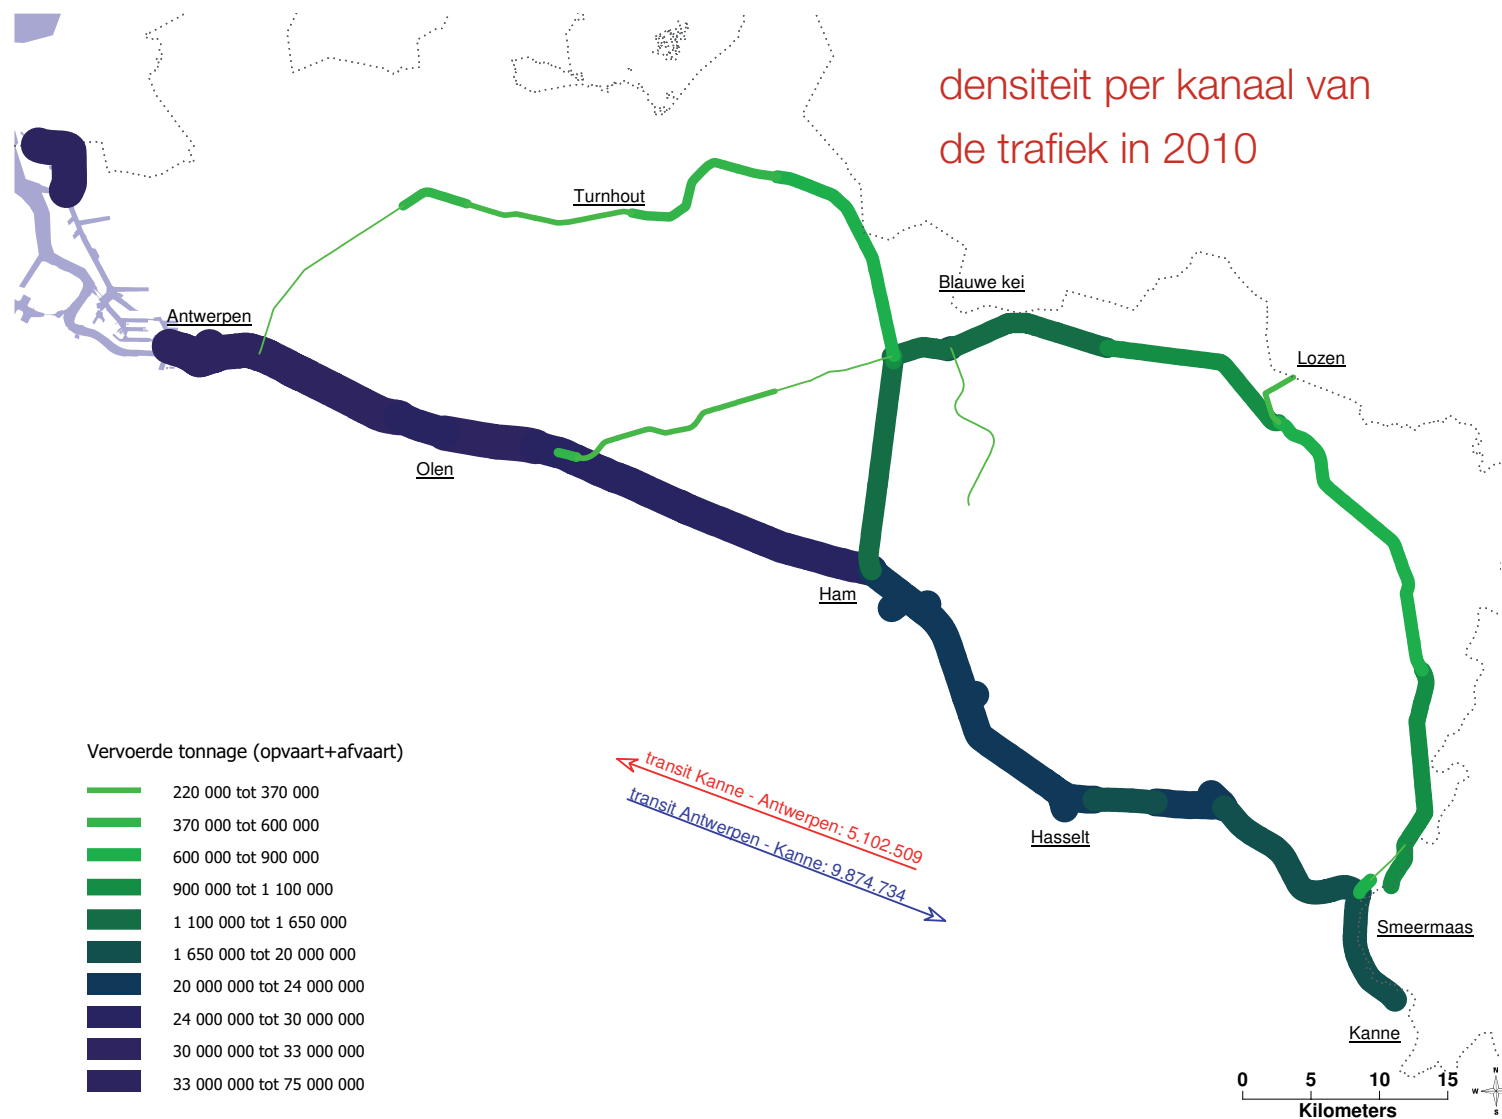 densiteit per kanaal van
de trafiek in 2010
Turnhout
Blauwe kei
Antwerpen
Lozen
Olen
Ham
Hasselt
Smeermaas
Kanne
transit Kanne - Antwerpen: 5.102.509
transit Antwerpen - Kanne: 9.874.734
Vervoerde tonnage (opvaart+afvaart)
220 000 tot 370 000
370 000 tot 600 000
600 000 tot 900 000
900 000 tot 1 100 000
1 100 000 tot 1 650 000
1 650 000 tot 20 000 000
20 000 000 tot 24 000 000
24 000 000 tot 30 000 000
30 000 000 tot 33 000 000
33 000 000 tot 75 000 000
0 5 10 15
Kilometers
N
W
S